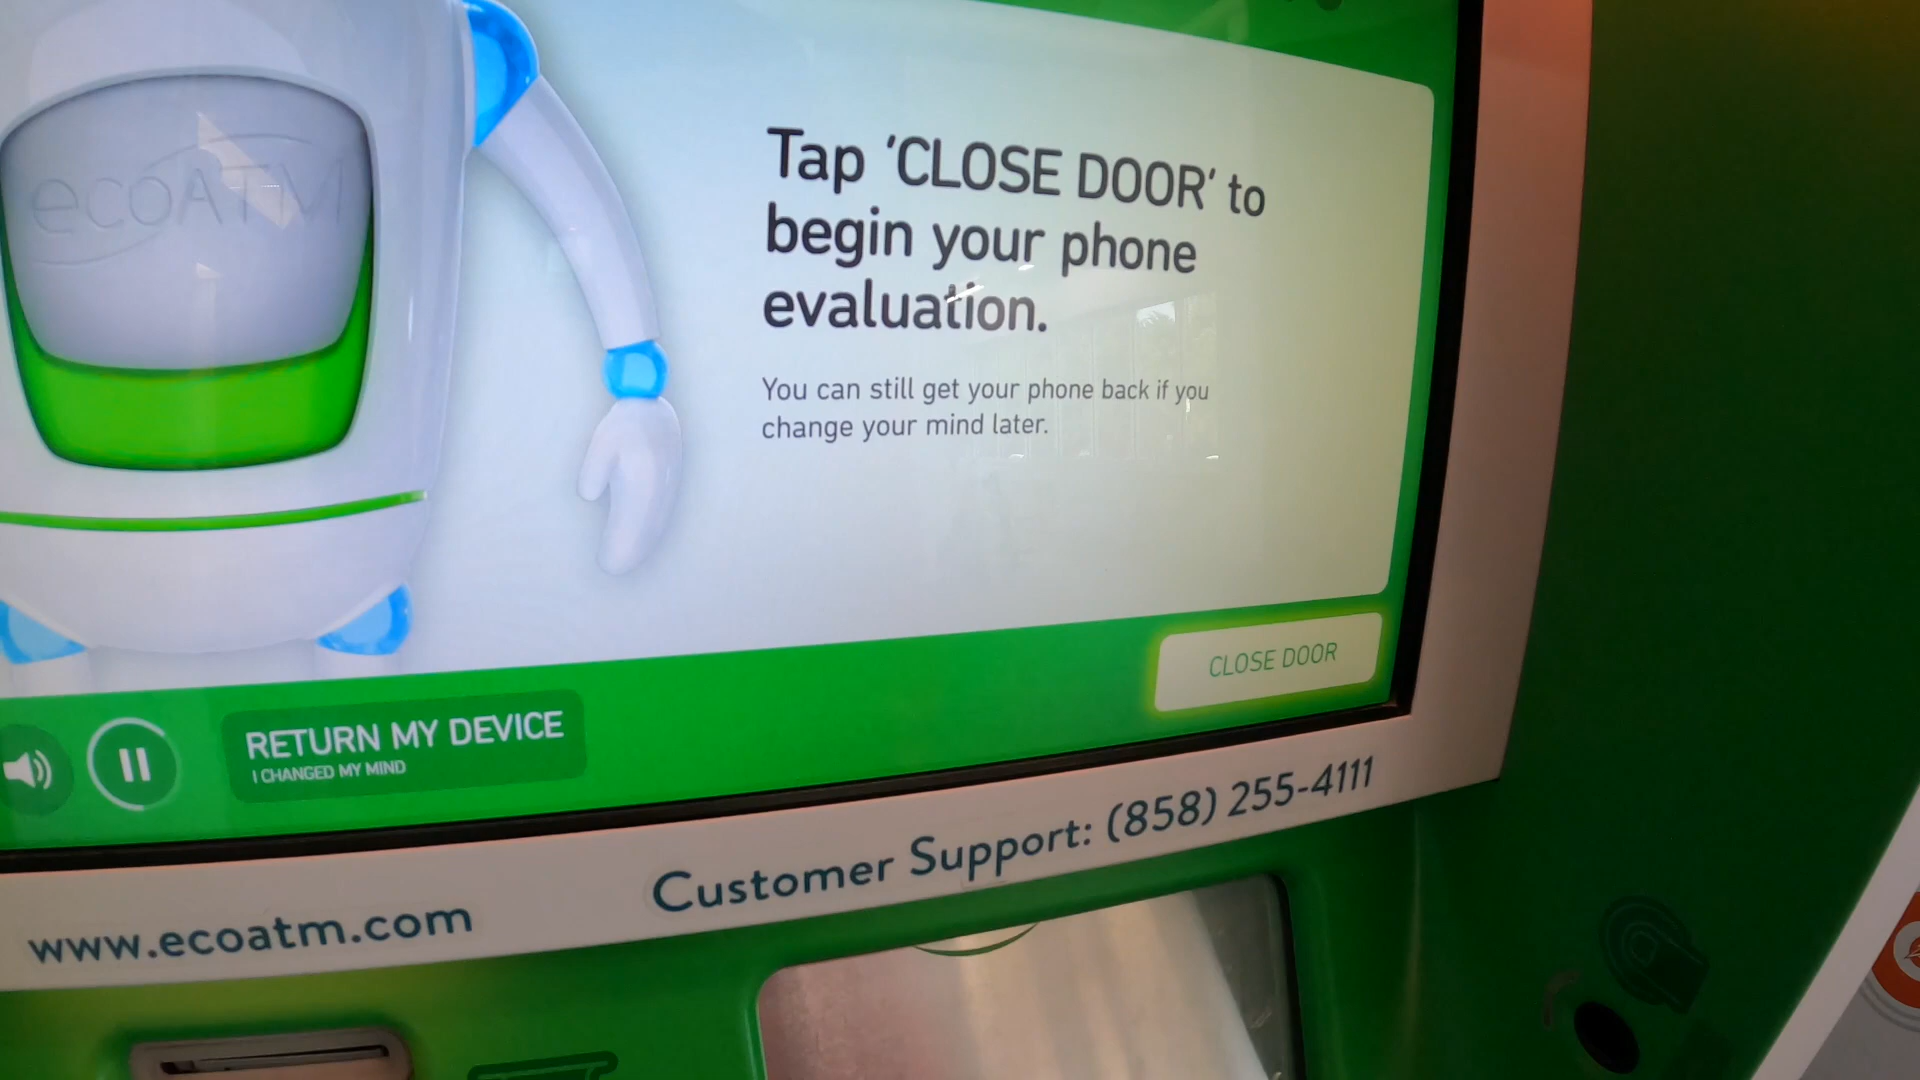 ecoATM
Tap ‘CLOSE DOOR’ to
begin your phone
evaluation.
You can still get your phone back if you
change your mind later.
CLOSE DOOR
RETURN MY DEVICE
I CHANGED MY MIND
www.ecoatm.com
Customer Support: (858) 255-4111